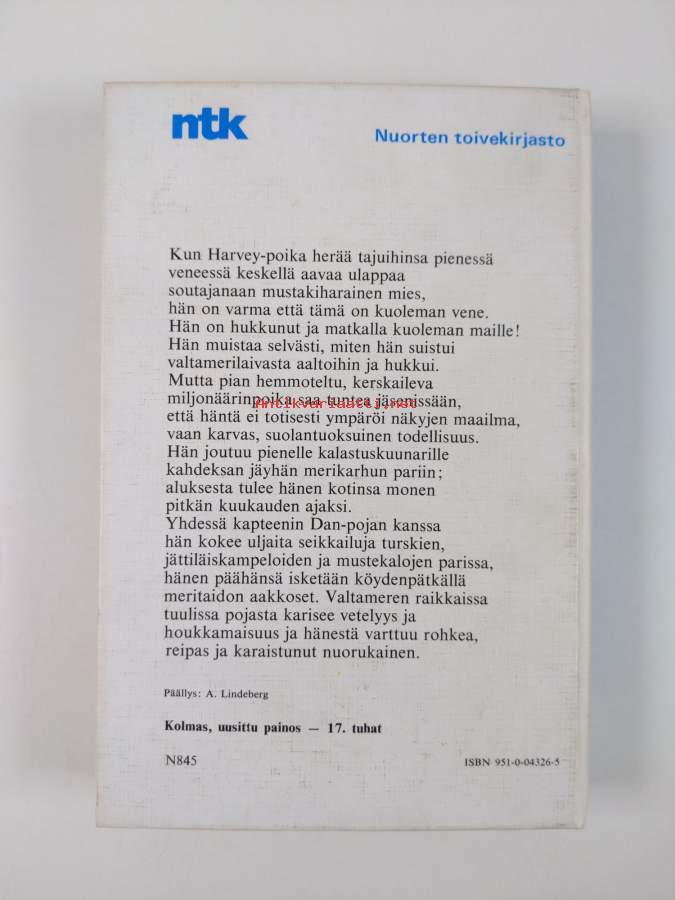 ntk
Nuorten toivekirjasto
Kun Harvey-poika herää tajuihinsa pienessä
veneessä keskellä aavaa ulappaa
soutajanaan mustakiharainen mies,
hän on varma että tämä on kuoleman vene.
Hän on hukkunut ja matkalla kuoleman maille!
Hän muistaa selvästi, miten hän suistui
valtamerilaivasta aaltoihin ja hukkui.
Mutta pian hemmoteltu, kerskaileva
miljonäärinpoika saa tuntea jäsenissään,
Antikvariaatti.net
että häntä ei totisesti ympäröi näkyjen maailma,
vaan karvas, suolantuoksuinen todellisuus.
Hän joutuu pienelle kalastuskuunarille
kahdeksan jäyhän merikarhun pariin;
aluksesta tulee hänen kotinsa monen
pitkän kuukauden ajaksi.
Yhdessä kapteenin Dan-pojan kanssa
hän kokee uljaita seikkailuja turskien,
jättiläiskampeloiden ja mustekalojen parissa,
hänen päähänsä isketään köydenpätkällä
meritaidon aakkoset. Valtameren raikkaissa
tuulissa pojasta karisee vetelyys ja
houkkamaisuus ja hänestä varttuu rohkea,
reipas ja karaistunut nuorukainen.
Päällys: A. Lindeberg
Kolmas, uusittu painos — 17. tuhat
N845
ISBN 951-0-04326-5